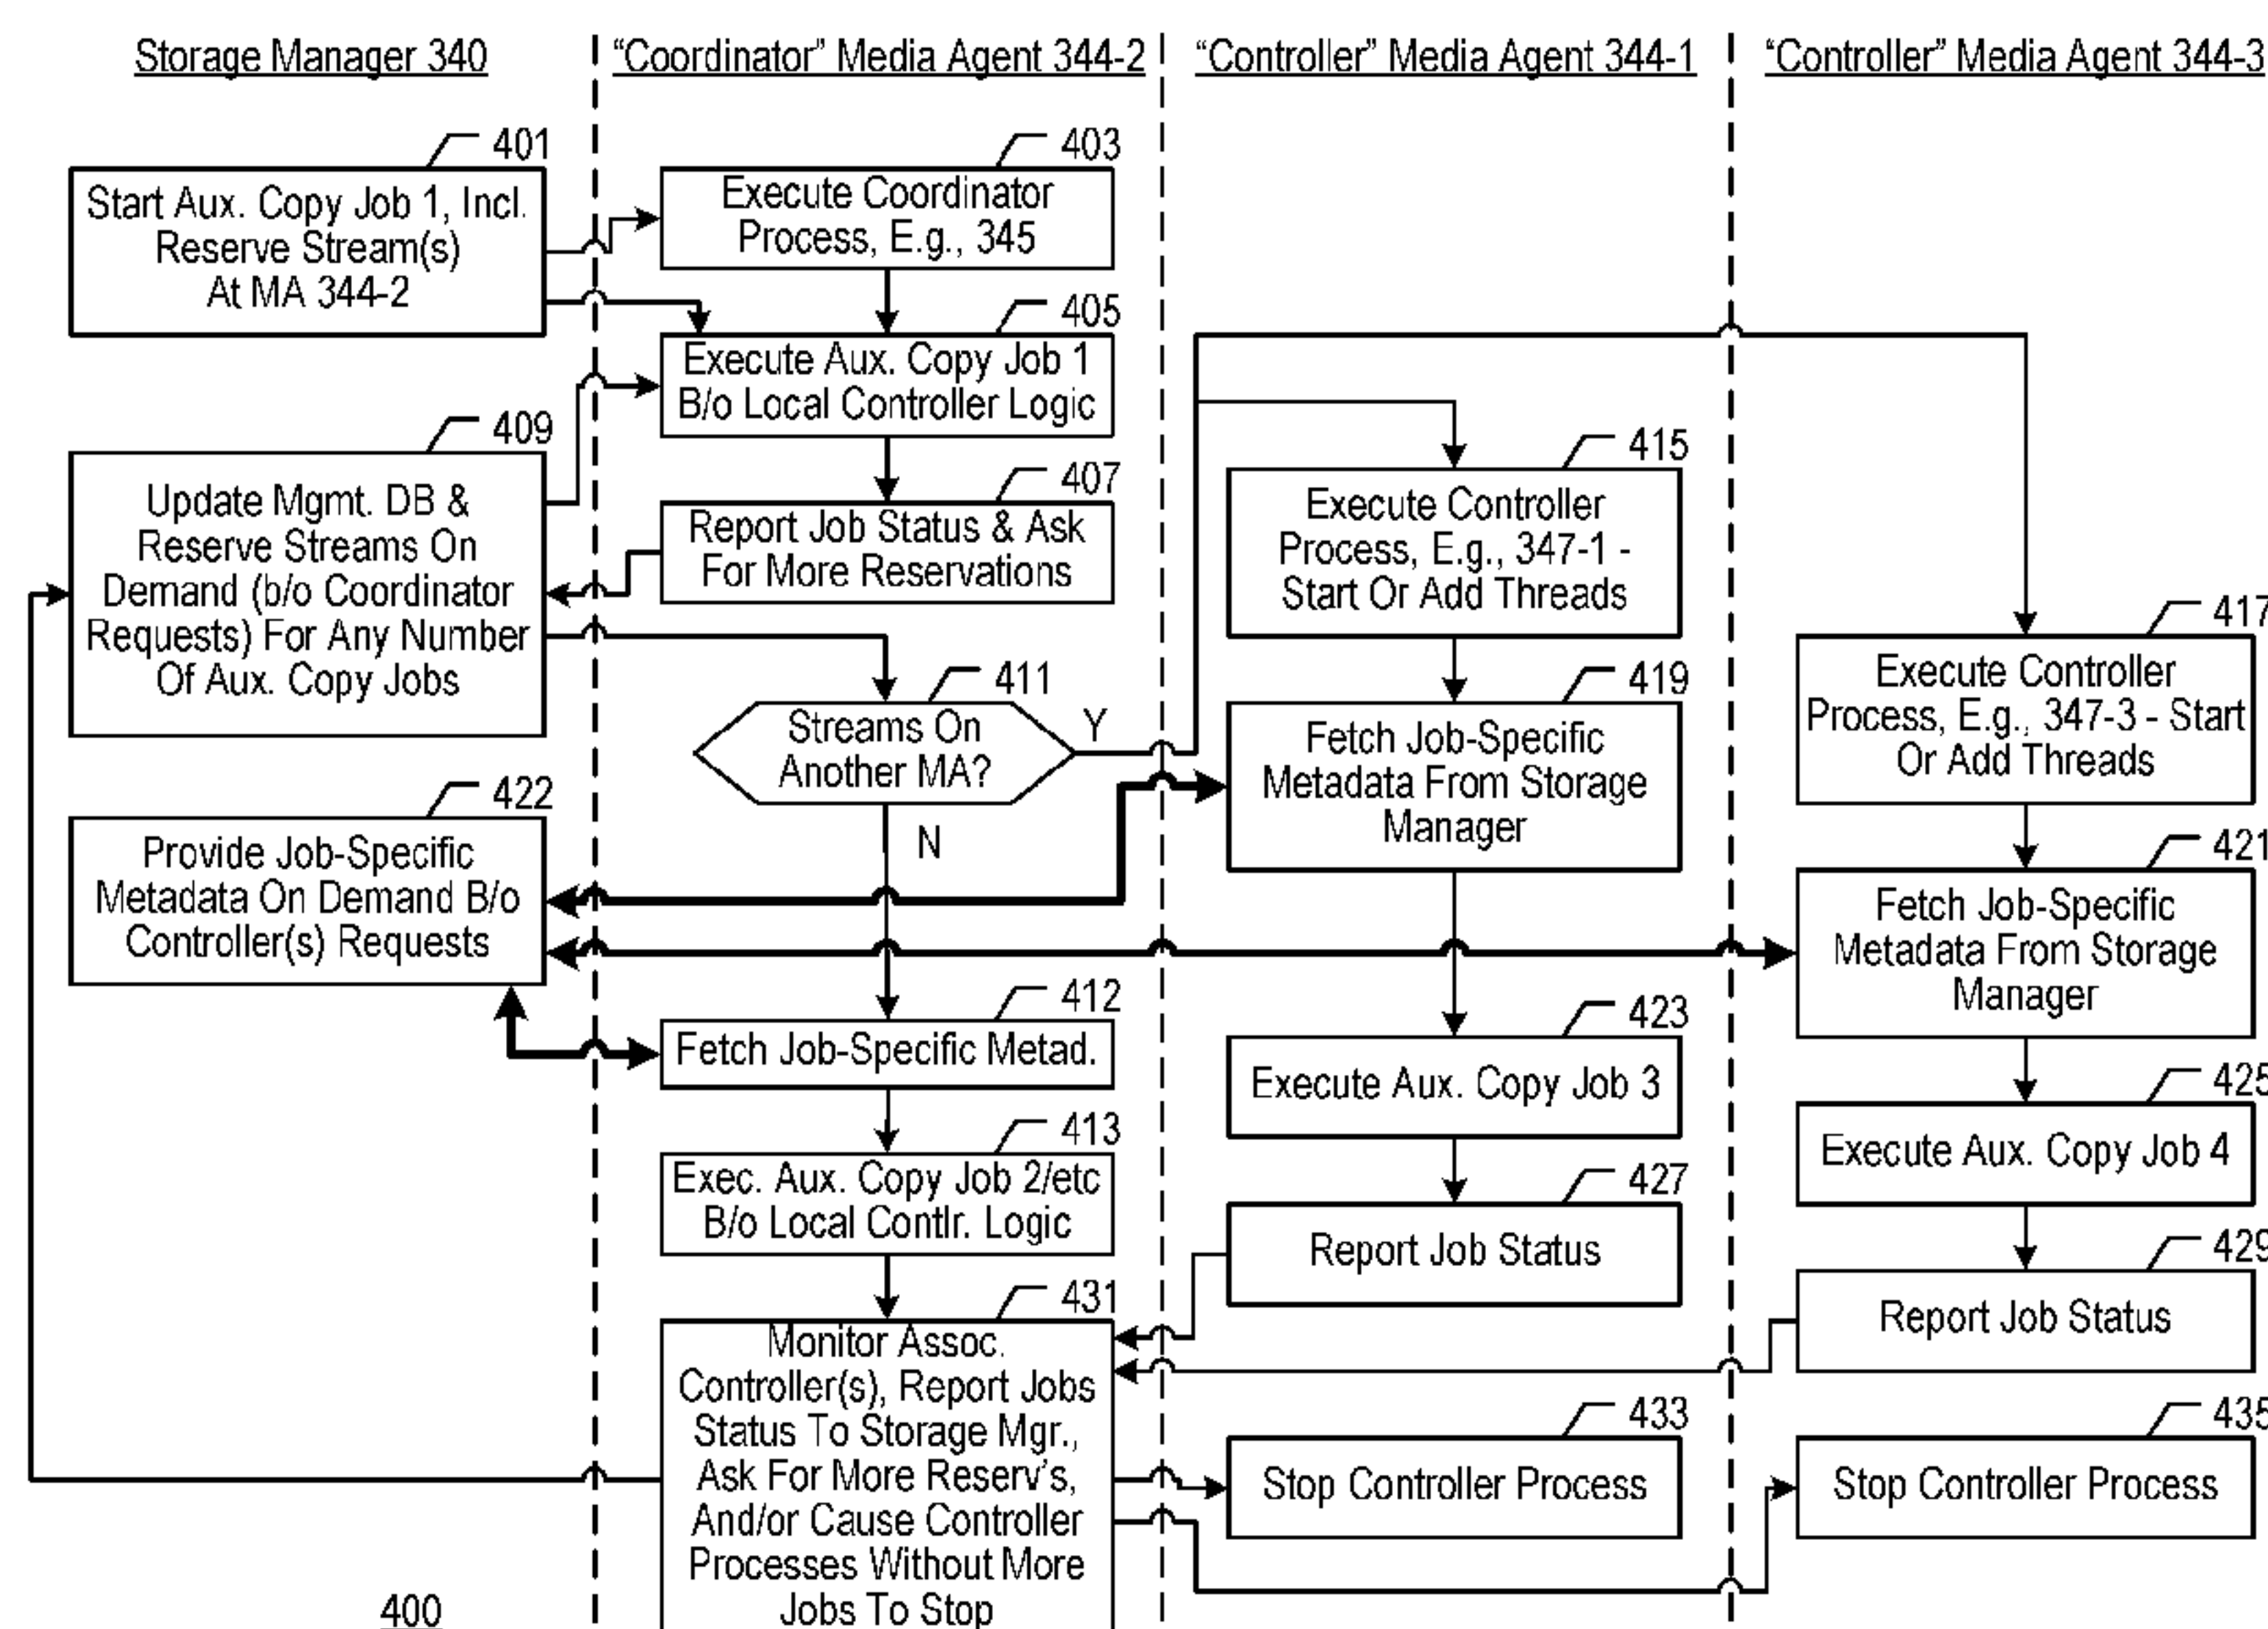 Storage Manager 340
“Coordinator” Media Agent 344-2
“Controller” Media Agent 344-1
“Controller” Media Agent 344-3
401
Start Aux. Copy Job 1, Incl.
Reserve Stream(s)
At MA 344-2
403
Execute Coordinator
Process, E.g., 345
405
Execute Aux. Copy Job 1
B/o Local Controller Logic
407
Report Job Status & Ask
For More Reservations
409
Update Mgmt. DB &
Reserve Streams On
Demand (b/o Coordinator
Requests) For Any Number
Of Aux. Copy Jobs
411
Streams On
Another MA?
Y
N
415
Execute Controller
Process, E.g., 347-1 -
Start Or Add Threads
417
Execute Controller
Process, E.g., 347-3 - Start
Or Add Threads
419
Fetch Job-Specific
Metadata From Storage
Manager
421
Fetch Job-Specific
Metadata From Storage
Manager
422
Provide Job-Specific
Metadata On Demand B/o
Controller(s) Requests
412
Fetch Job-Specific Metad.
413
Exec. Aux. Copy Job 2/etc
B/o Local Contlr. Logic
423
Execute Aux. Copy Job 3
425
Execute Aux. Copy Job 4
427
Report Job Status
429
Report Job Status
431
Monitor Assoc.
Controller(s), Report Jobs
Status To Storage Mgr.,
Ask For More Reserv's,
And/or Cause Controller
Processes Without More
Jobs To Stop
433
Stop Controller Process
435
Stop Controller Process
400